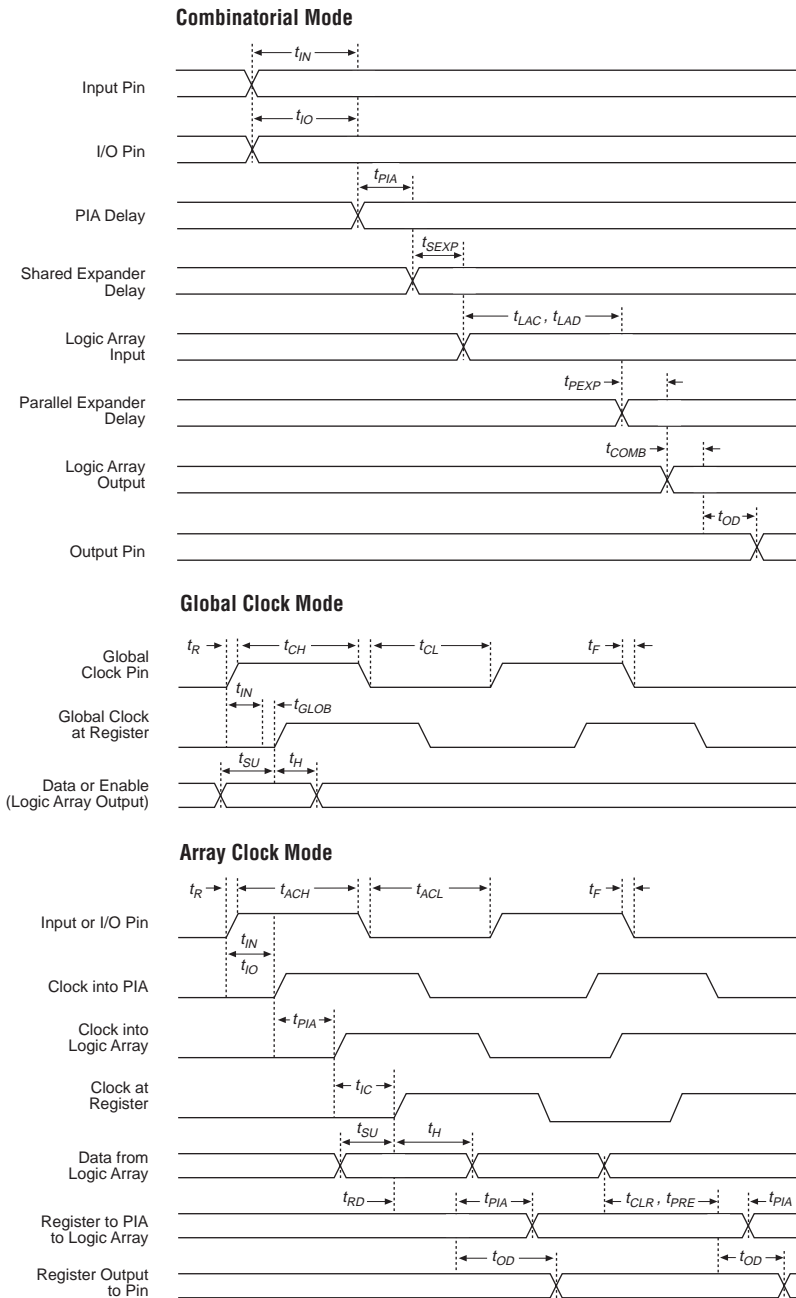 Combinatorial Mode
tIN
Input Pin
tIO
I/O Pin
tPIA
PIA Delay
tSEXP
Shared Expander
Delay
tLAC , tLAD
Logic Array
Input
tPEXP
Parallel Expander
Delay
tCOMB
Logic Array
Output
tOD
Output Pin
Global Clock Mode
tR tCH tCL tF
Global
Clock Pin
tIN
tGLOB
Global Clock
at Register
tSU tH
Data or Enable
(Logic Array Output)
Array Clock Mode
tR tACH tACL tF
Input or I/O Pin
tIN
tIO
Clock into PIA
tPIA
Clock into
Logic Array
tIC
Clock at
Register
tSU tH
Data from
Logic Array
tRD tPIA tCLR , tPRE tPIA
Register to PIA
to Logic Array
tOD tOD
Register Output
to Pin